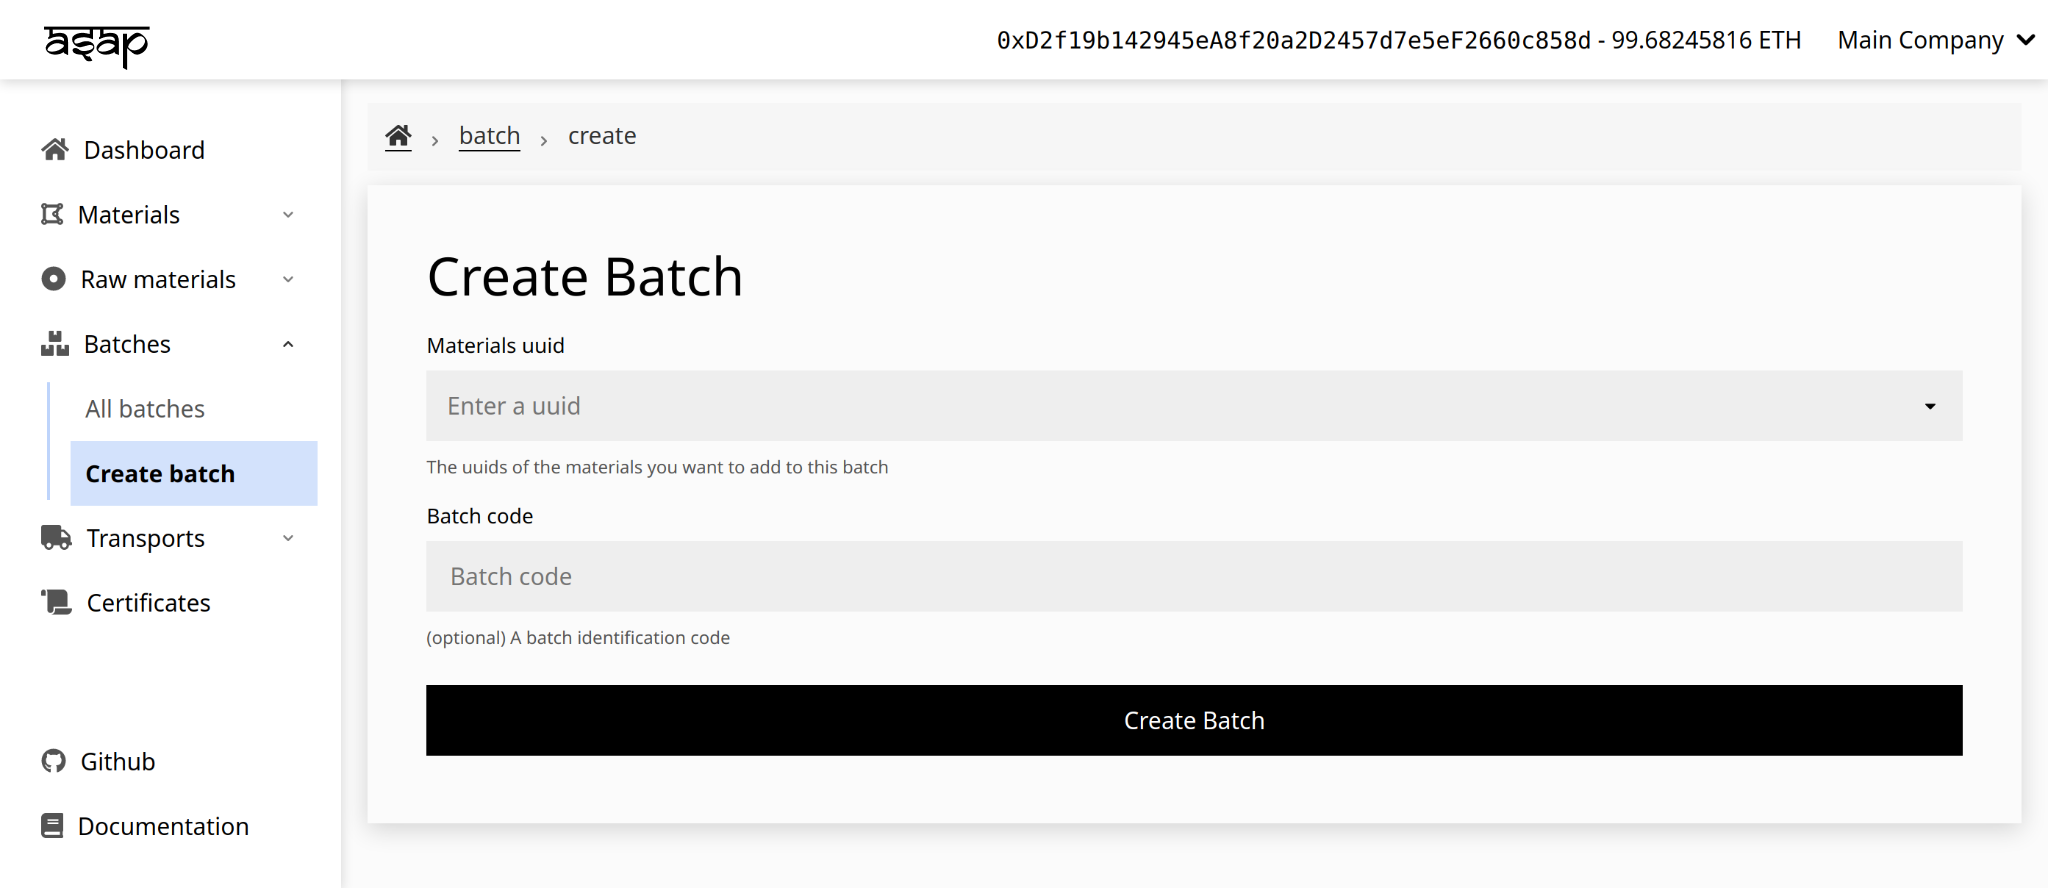 asap
0xD2f19b142945eA8f20a2D2457d7e5eF2660c858d - 99.68245816 ETH
Main Company
Dashboard
Materials
Raw materials
Batches
All batches
Create batch
Transports
Certificates
Github
Documentation
batch › create
Create Batch
Materials uuid
Enter a uuid
The uuids of the materials you want to add to this batch
Batch code
Batch code
(optional) A batch identification code
Create Batch